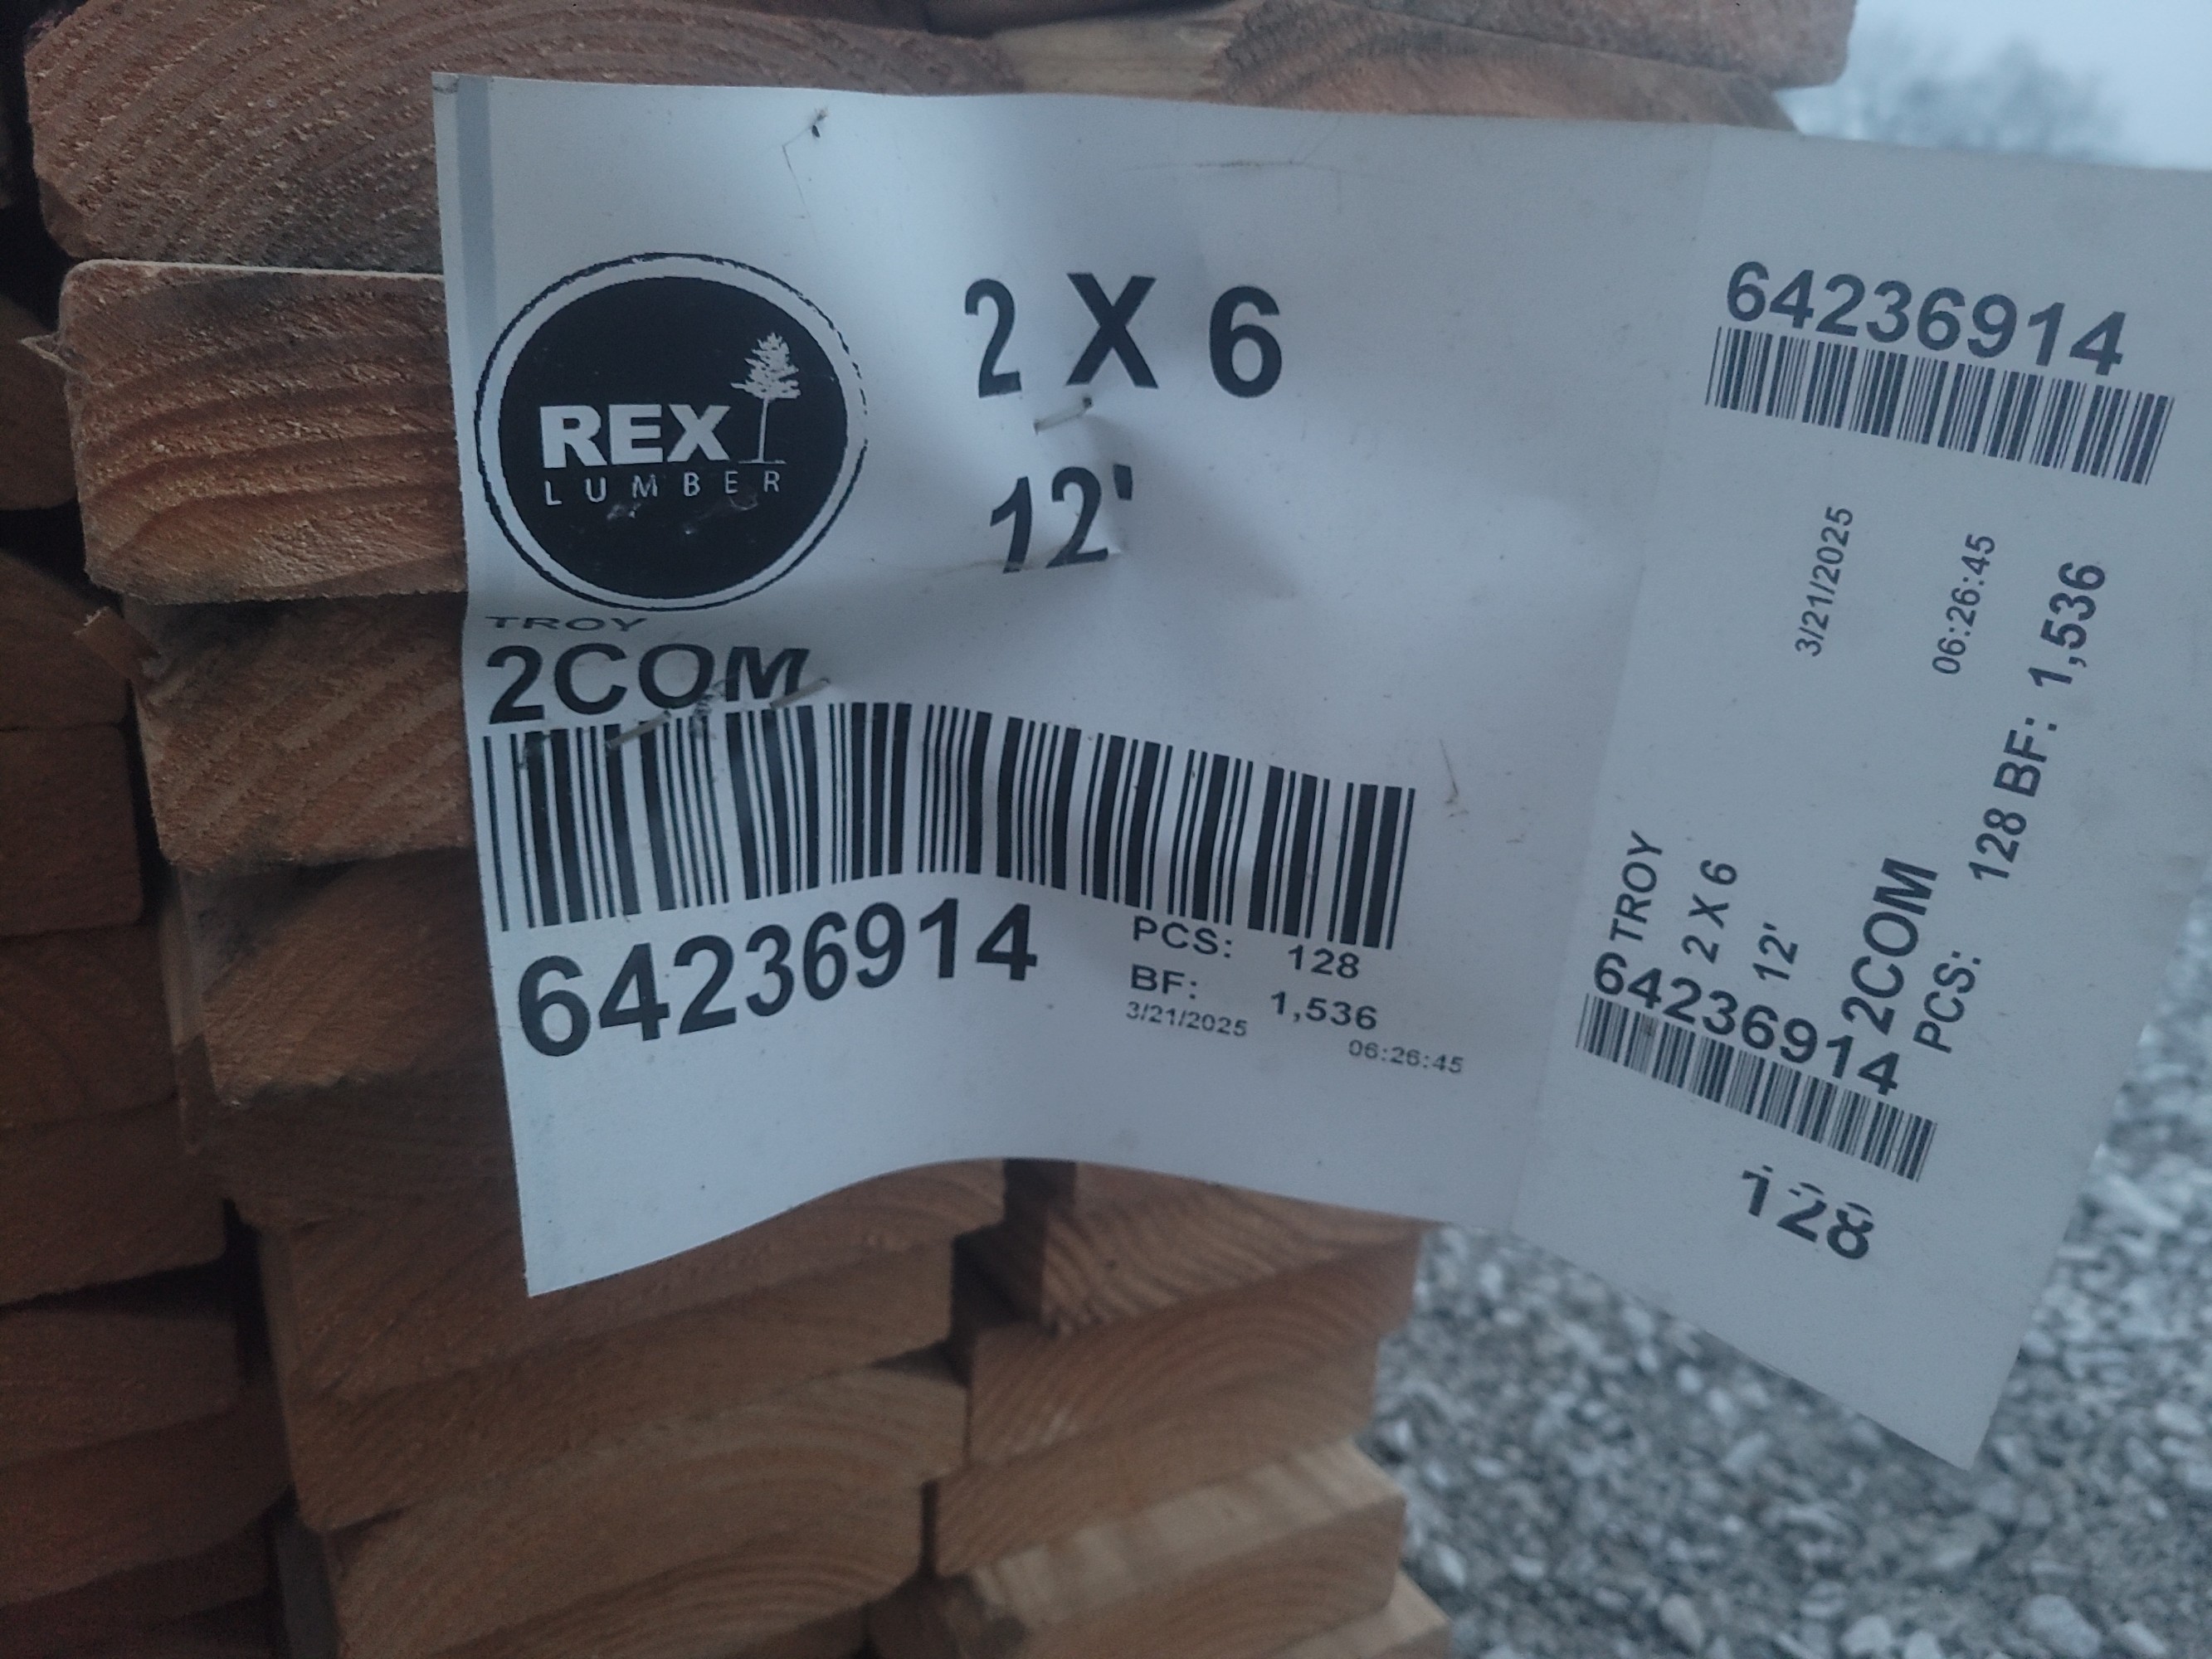 REX
LUMBER
2 X 6
12'
TROY
2COM
64236914
PCS: 128
BF: 1,536
3/21/2025
06:26:45
64236914
3/21/2025
06:26:45
TROY
2 X 6
12'
2COM
PCS: 128 BF: 1,536
64236914
128